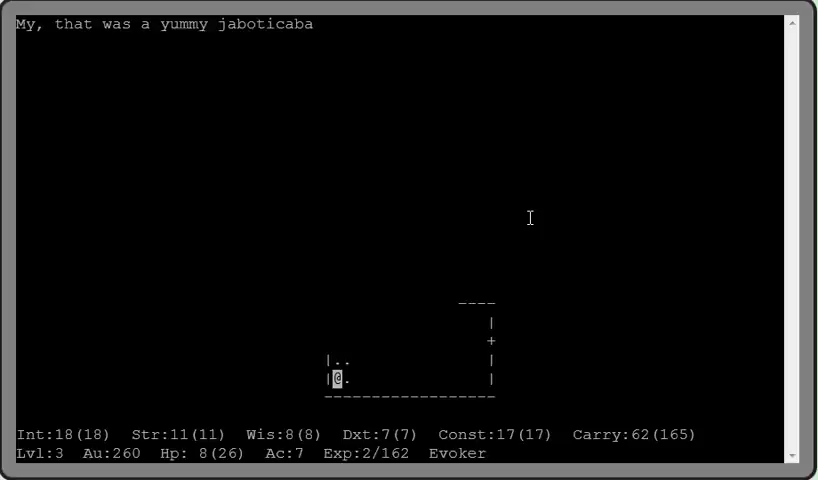 My, that was a yummy jaboticaba
----
|
+
|.. |
|@. |
------------------
Int:18(18) Str:11(11) Wis:8(8) Dxt:7(7) Const:17(17) Carry:62(165)
Lvl:3 Au:260 Hp: 8(26) Ac:7 Exp:2/162 Evoker